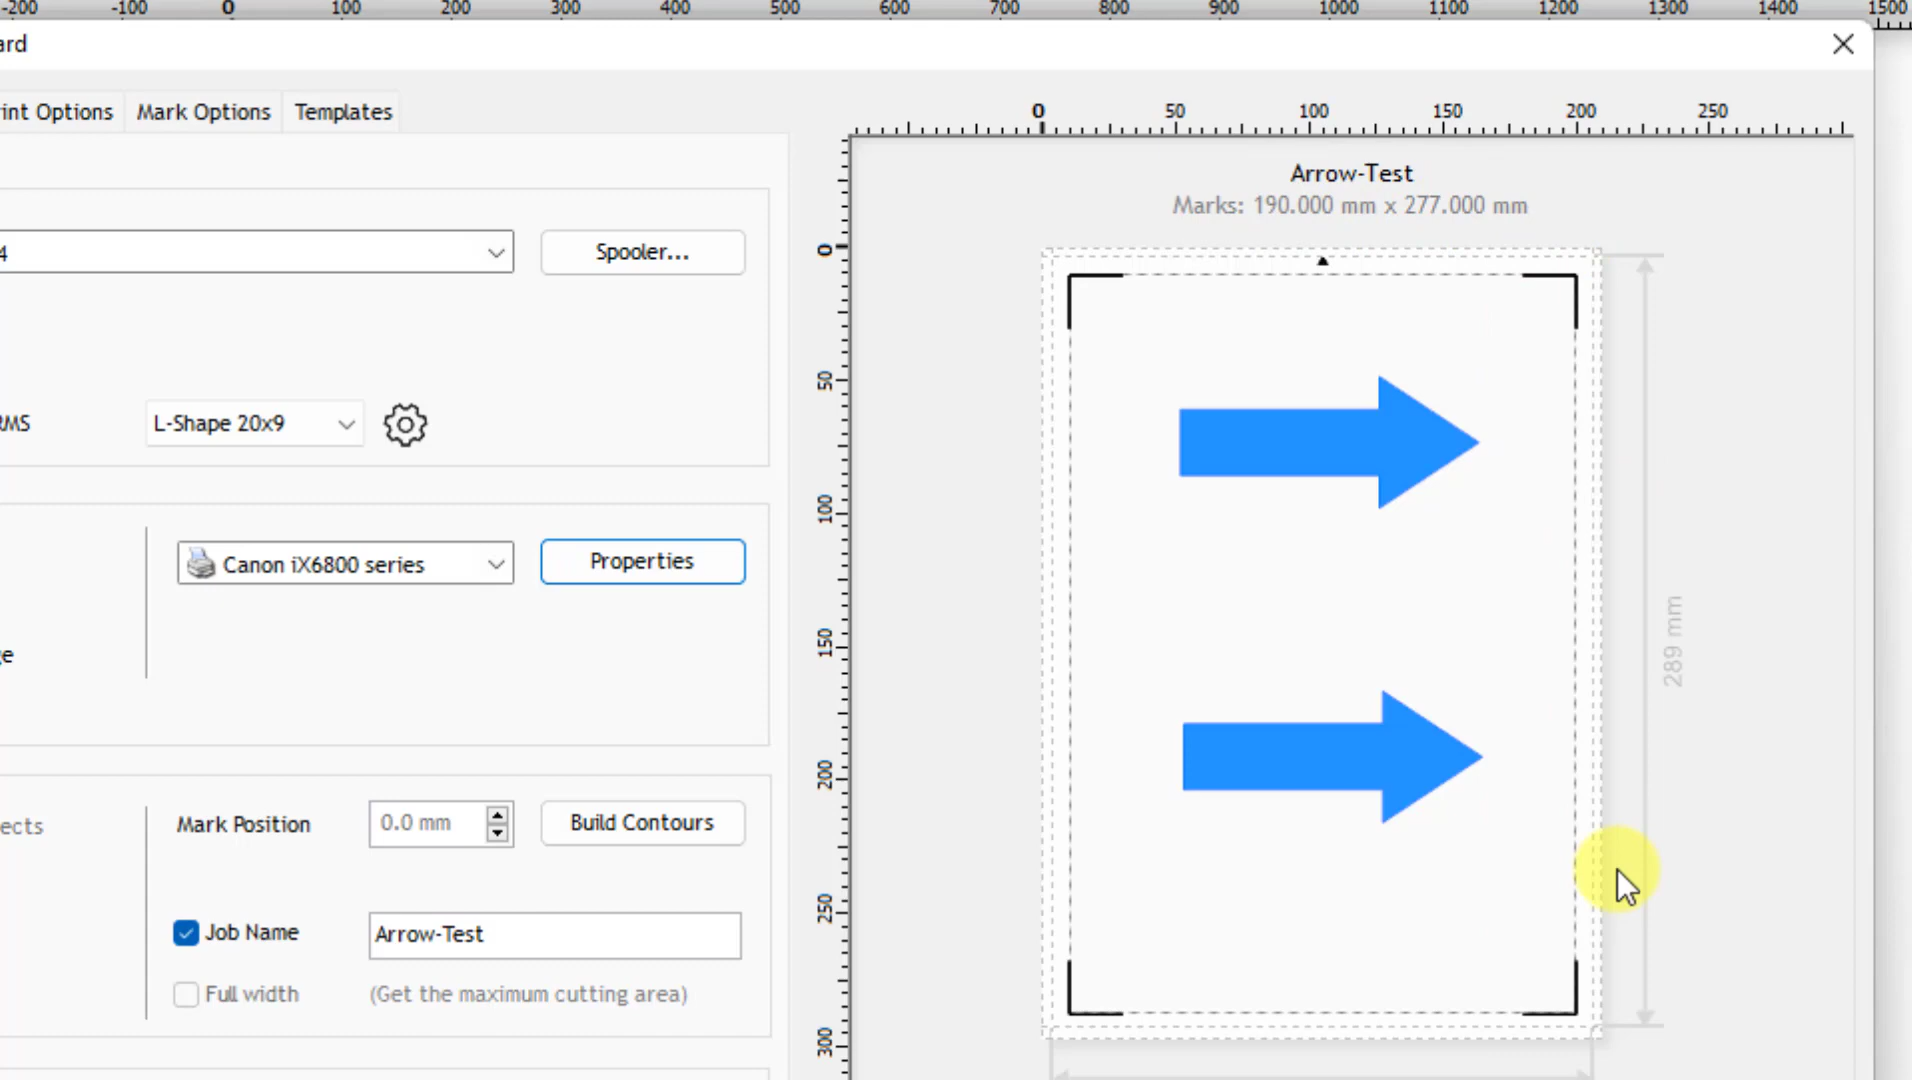 -200 -100 0 100 200 300 400 500 600 700 800 900 1000 1100 1200 1300 1400 1500
ard
int Options Mark Options Templates
0 50 100 150 200 250
Arrow-Test
Marks: 190.000 mm x 277.000 mm
4 Spooler...
RMS L-Shape 20x9
Canon iX6800 series Properties
ge
ects Mark Position 0.0 mm Build Contours
Job Name Arrow-Test
Full width (Get the maximum cutting area)
0
50
100
150
200
250
300
289 mm